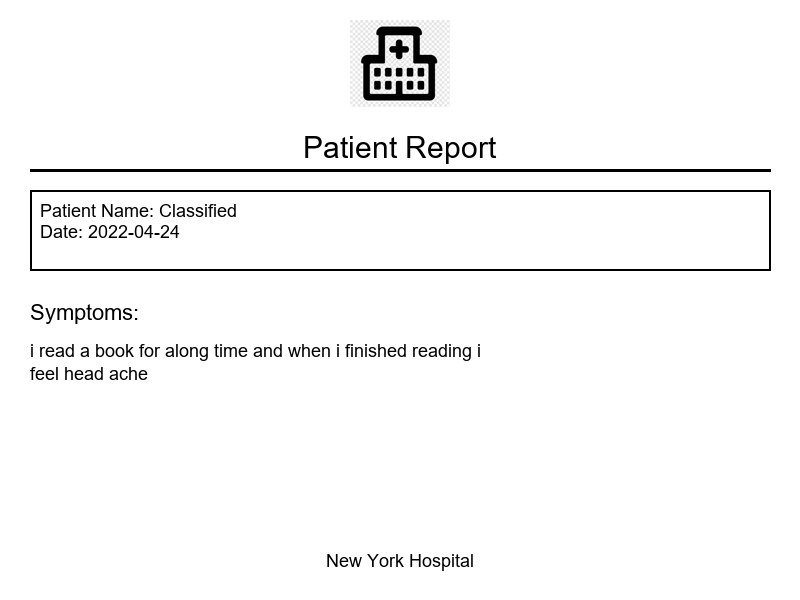 Patient Report
Patient Name: Classified
Date: 2022-04-24
Symptoms:
i read a book for along time and when i finished reading i
feel head ache
New York Hospital